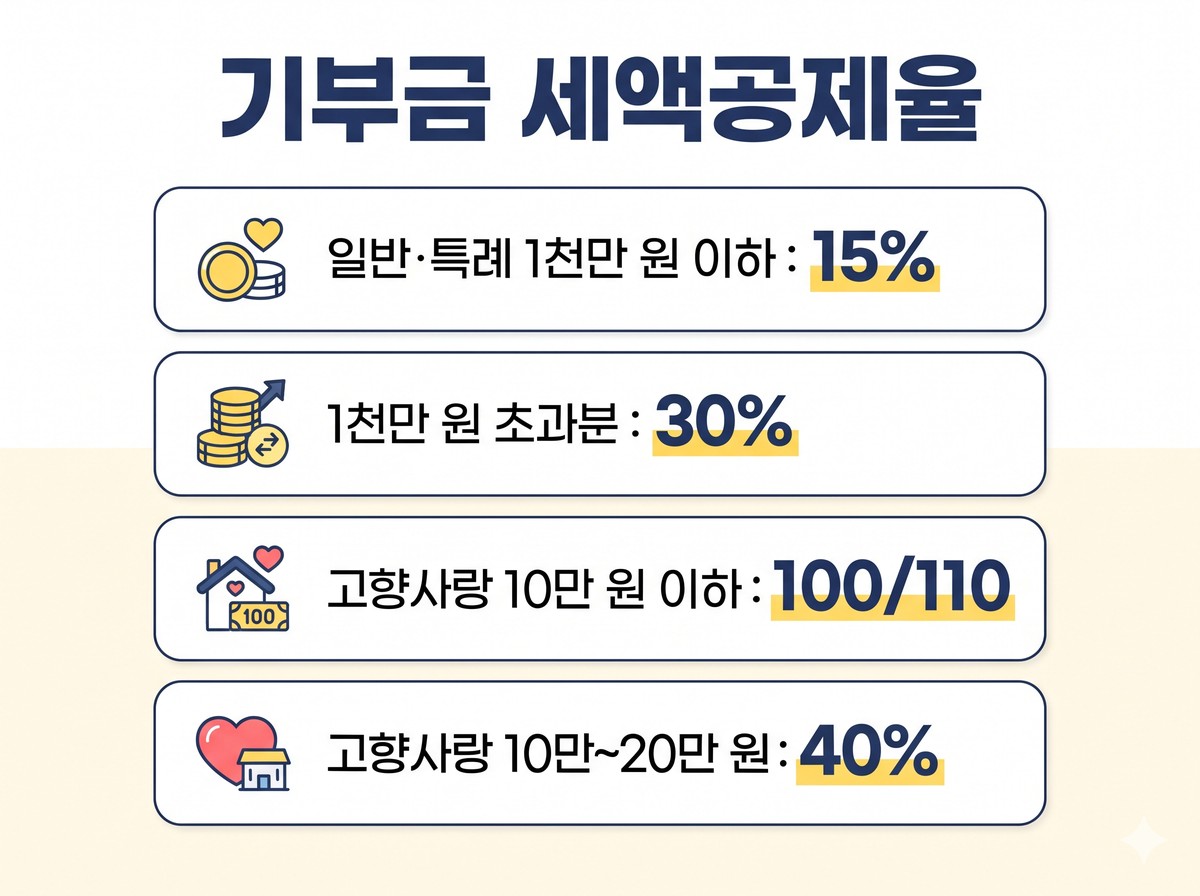 기부금 세액공제율
일반·특례 1천만 원 이하 : 15%
1천만 원 초과분 : 30%
100
고향사랑 10만 원 이하 : 100/110
고향사랑 10만~20만 원 : 40%